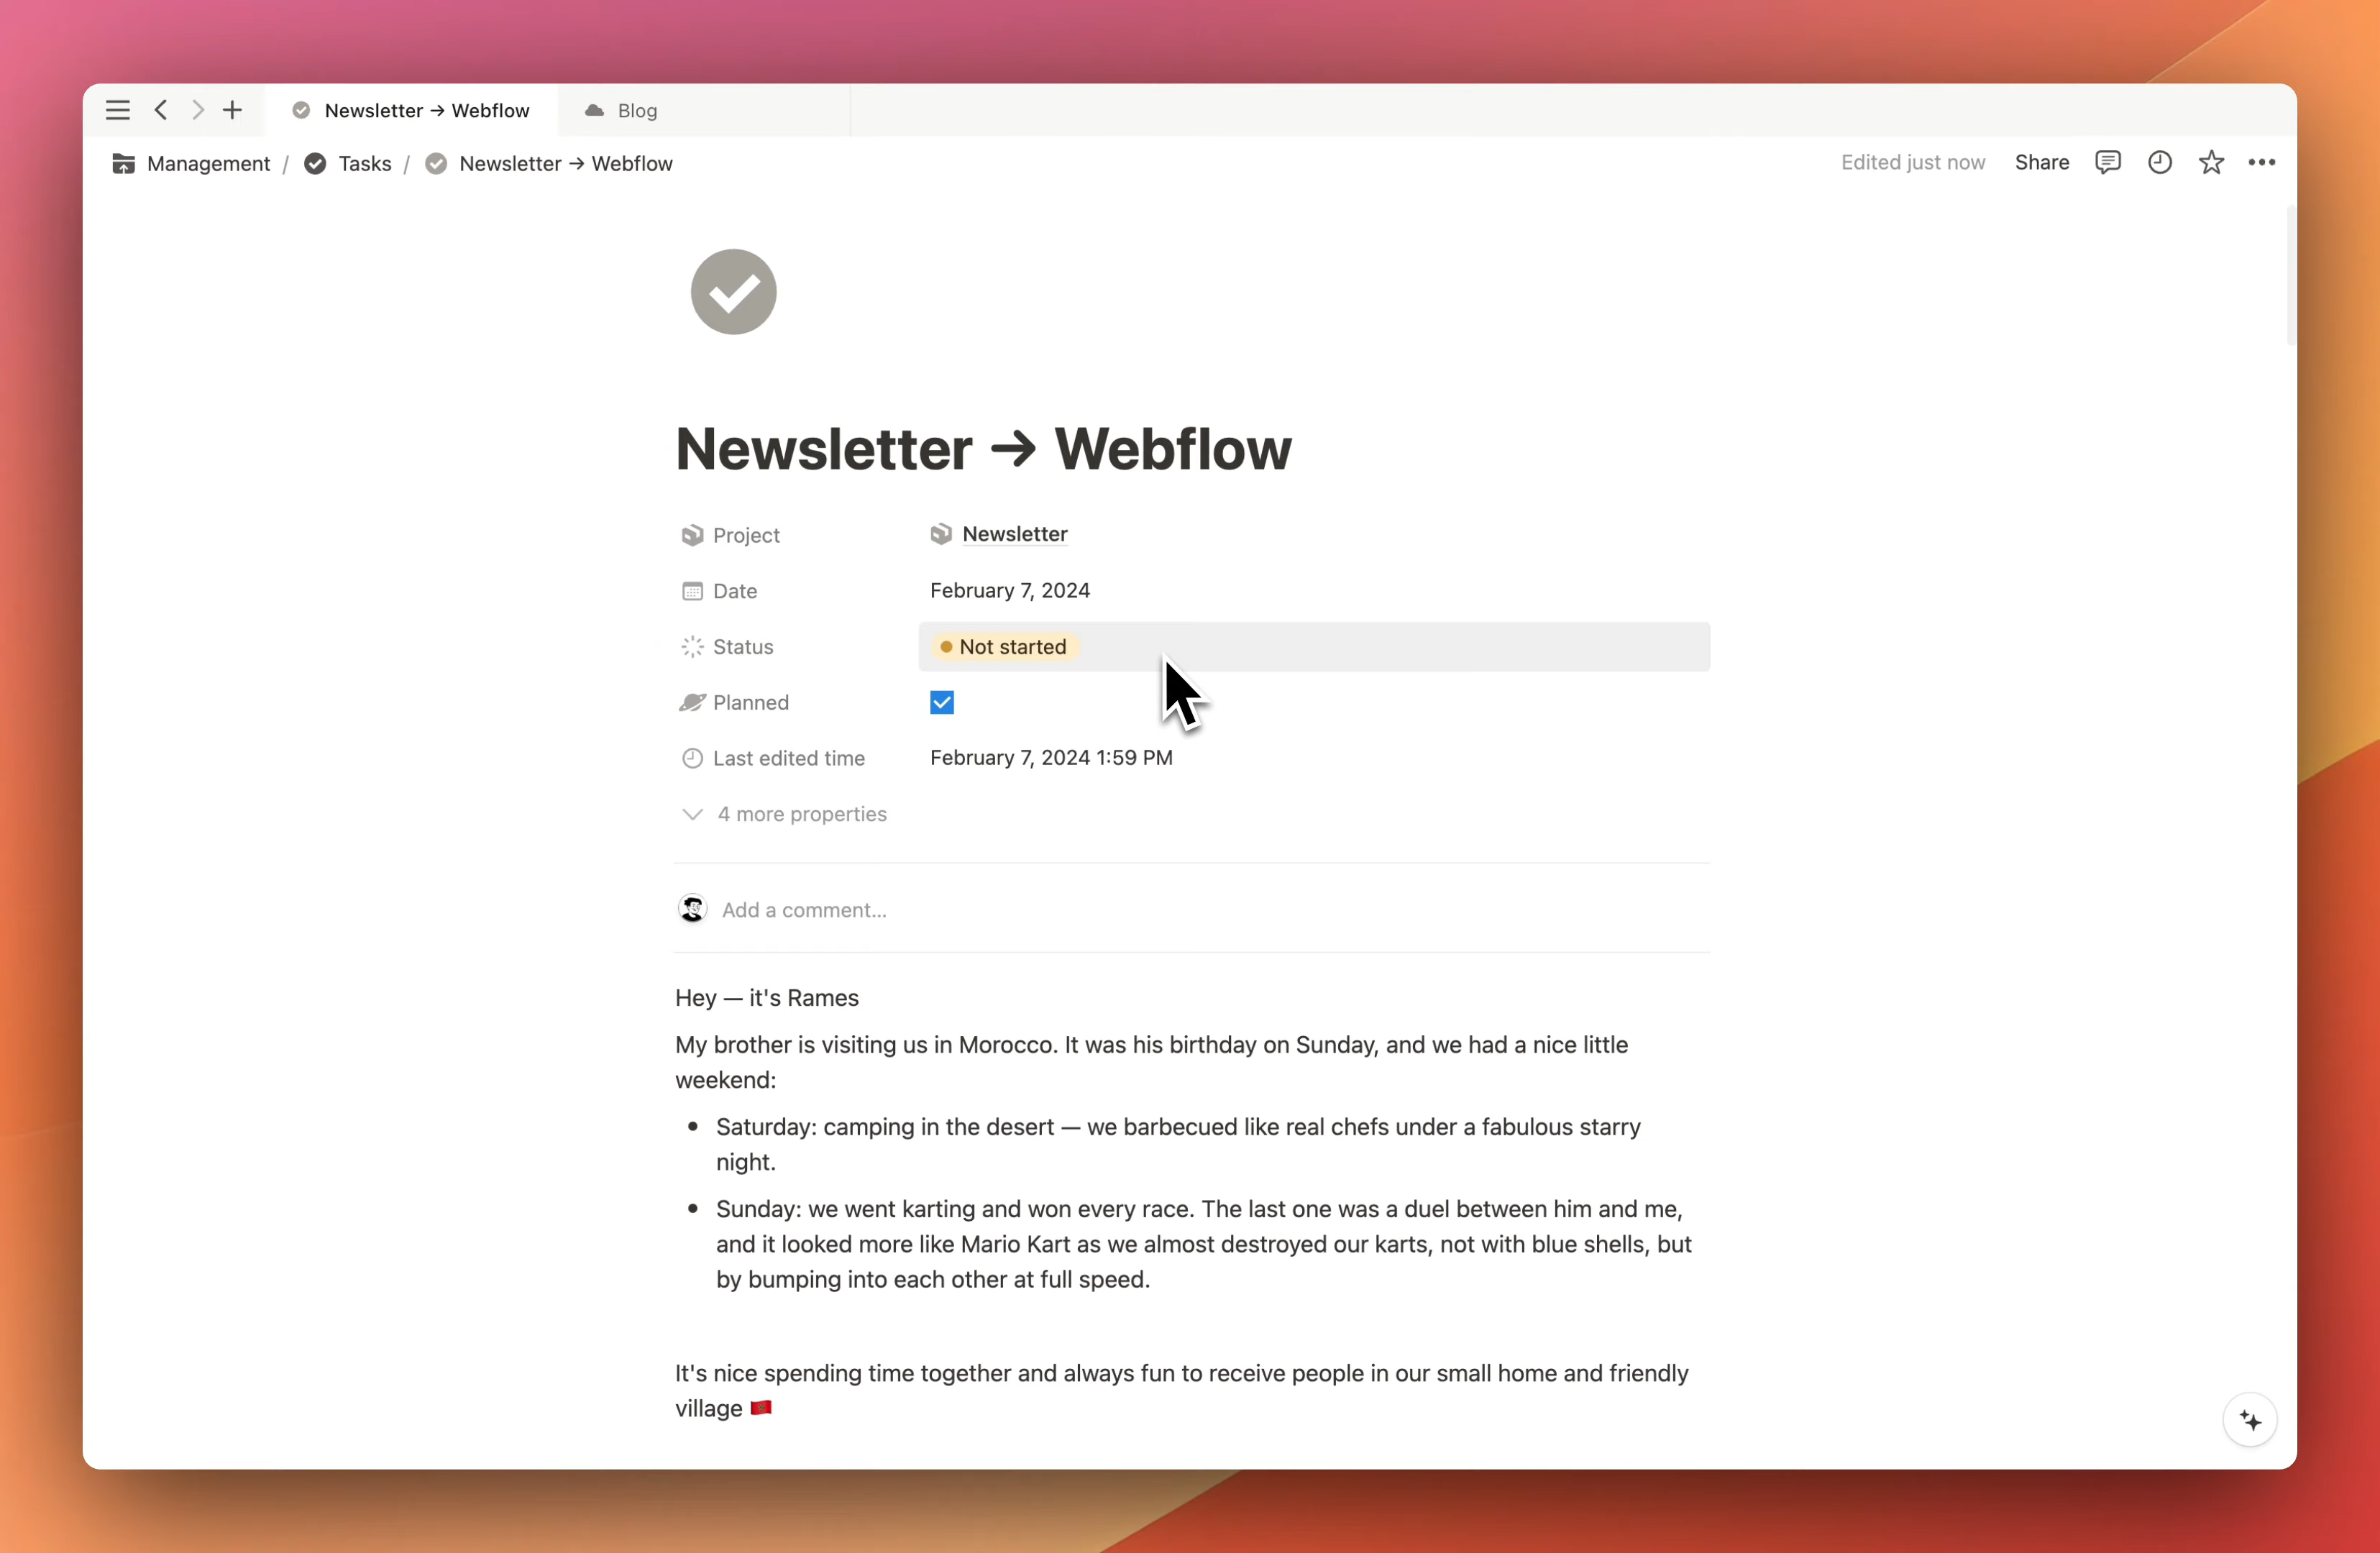 Newsletter → Webflow
Blog
Management / Tasks / Newsletter → Webflow
Edited just now Share
Newsletter → Webflow
Project Newsletter
Date February 7, 2024
Status Not started
Planned
Last edited time February 7, 2024 1:59 PM
4 more properties
Add a comment...
Hey — it's Rames
My brother is visiting us in Morocco. It was his birthday on Sunday, and we had a nice little
weekend:
• Saturday: camping in the desert — we barbecued like real chefs under a fabulous starry
night.
• Sunday: we went karting and won every race. The last one was a duel between him and me,
and it looked more like Mario Kart as we almost destroyed our karts, not with blue shells, but
by bumping into each other at full speed.
It's nice spending time together and always fun to receive people in our small home and friendly
village 🇲🇦